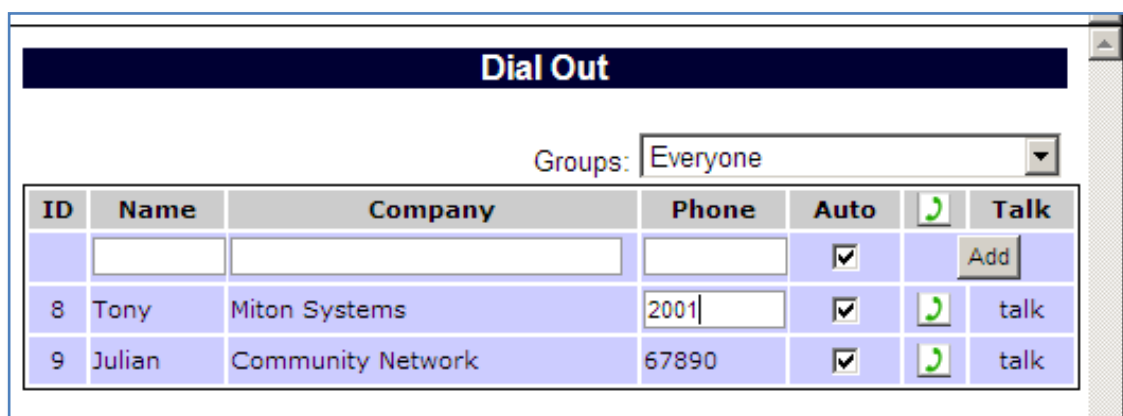 Dial Out
Groups: Everyone
ID Name Company Phone Auto Talk
Add
8 Tony Miton Systems 2001 talk
9 Julian Community Network 67890 talk